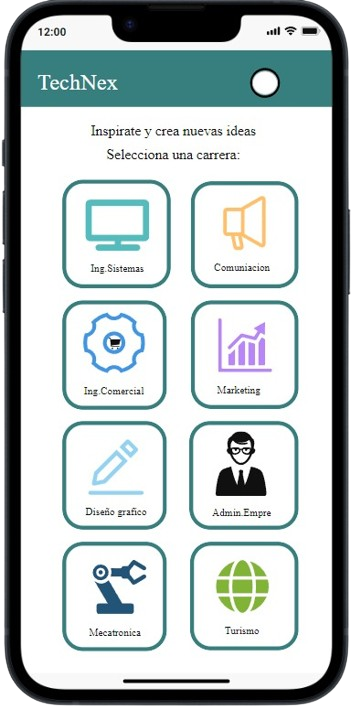 12:00
TechNex
Inspirate y crea nuevas ideas
Selecciona una carrera:
Ing.Sistemas
Comuniacion
Ing.Comercial
Marketing
Diseño grafico
Admin.Empre
Mecatronica
Turismo